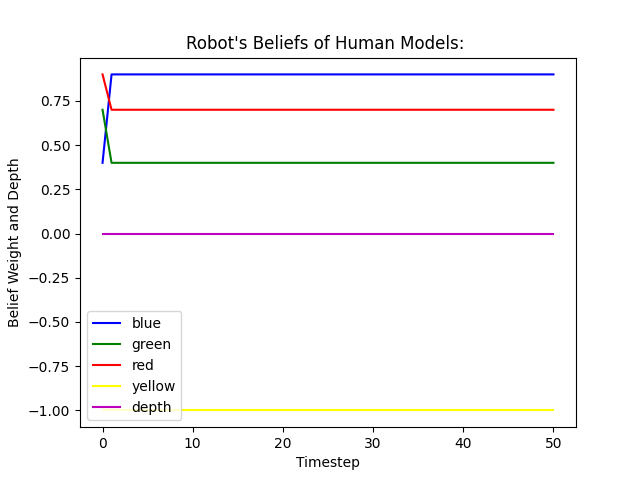 Robot's Beliefs of Human Models:
Belief Weight and Depth
0.75
0.50
0.25
0.00
−0.25
−0.50
−0.75
−1.00
blue
green
red
yellow
depth
0 10 20 30 40 50
Timestep